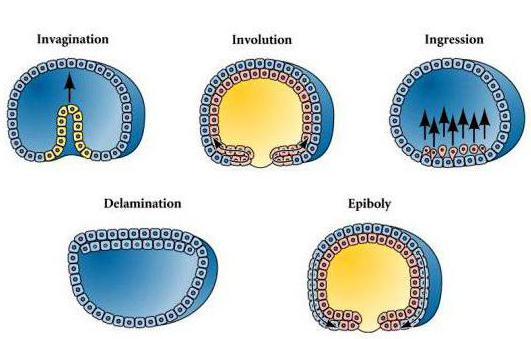 Invagination
Involution
Ingression
Delamination
Epiboly